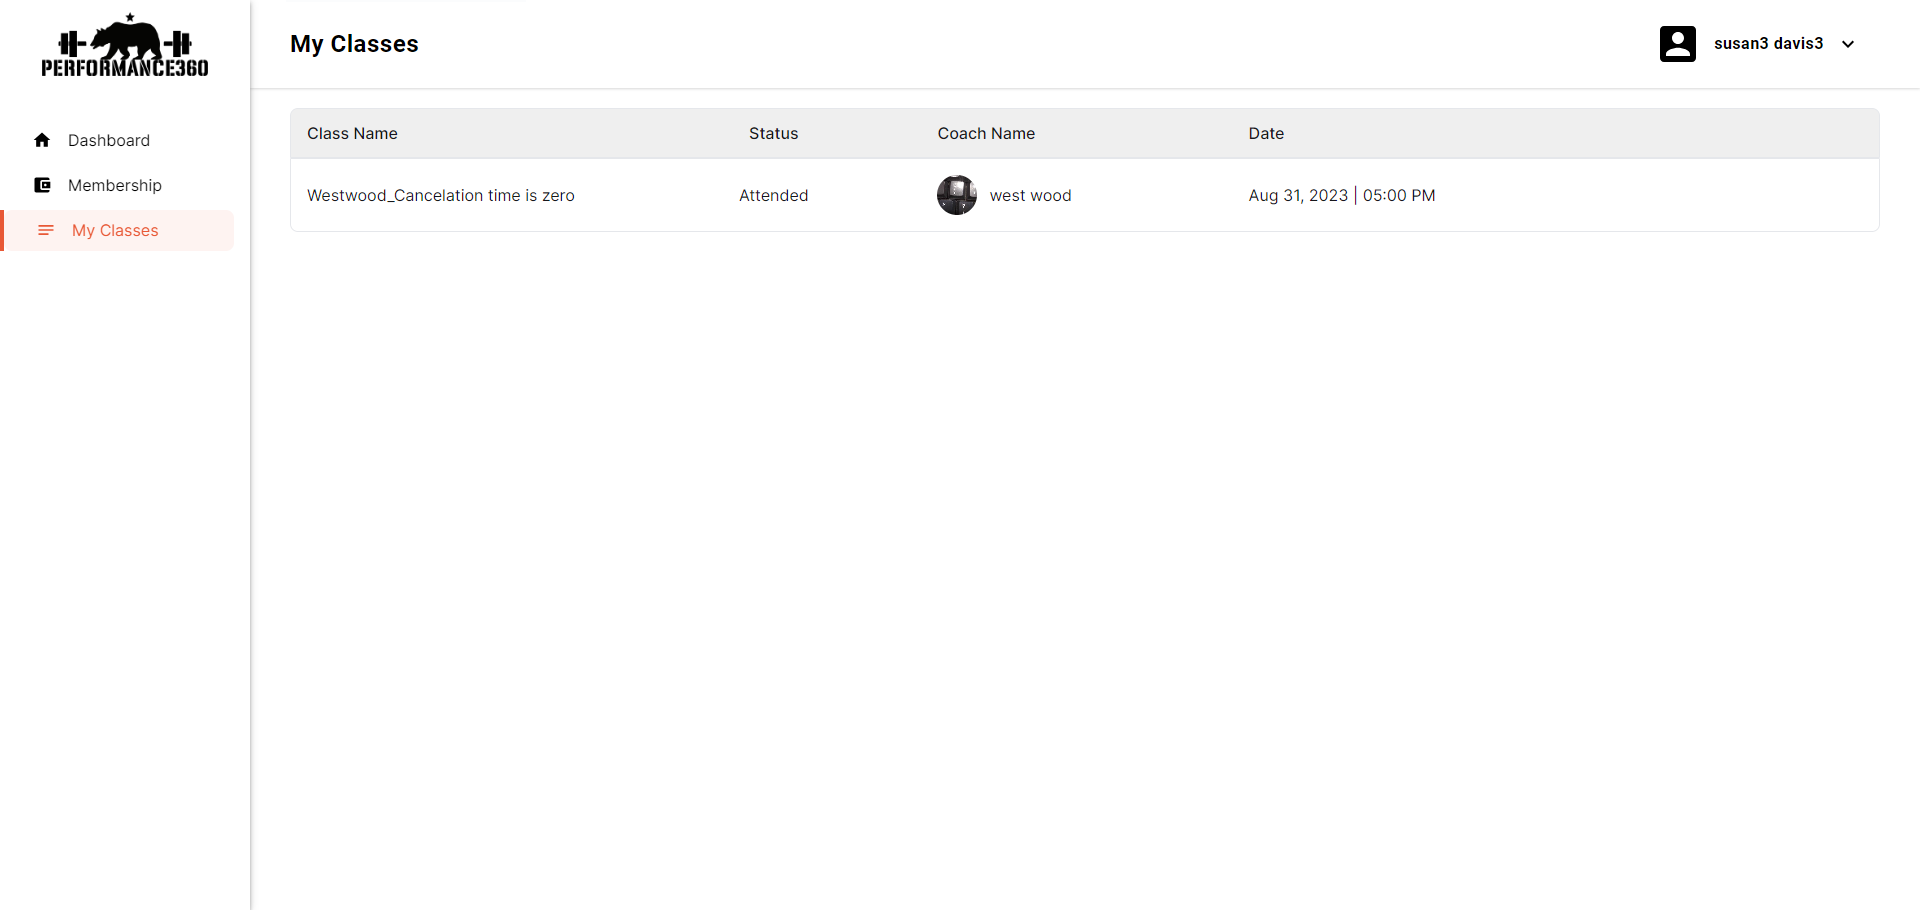 PERFORMANCE360
My Classes
susan3 davis3
Dashboard
Membership
My Classes
Class Name Status Coach Name Date
Westwood_Cancelation time is zero Attended west wood Aug 31, 2023 | 05:00 PM